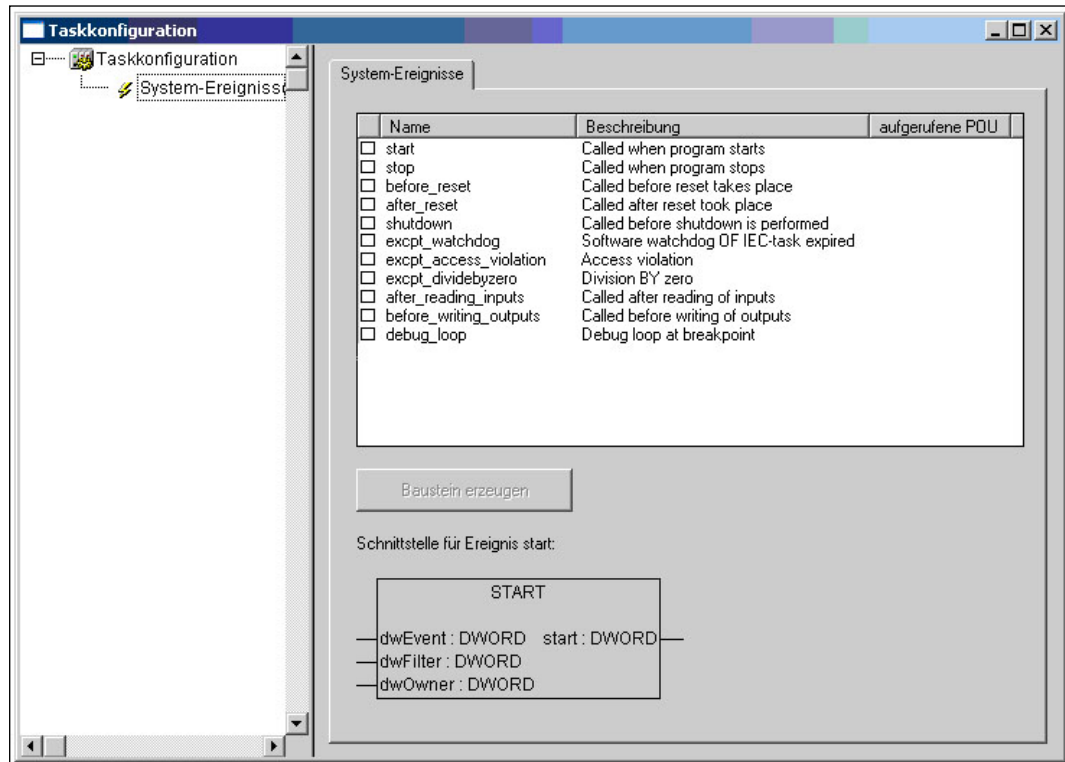 Taskkonfiguration
Taskkonfiguration
System-Ereignisse
System-Ereignisse
Name Beschreibung aufgerufene POU
start Called when program starts
stop Called when program stops
before_reset Called before reset takes place
after_reset Called after reset took place
shutdown Called before shutdown is performed
excpt_watchdog Software watchdog OF IEC-task expired
excpt_access_violation Access violation
excpt_dividebyzero Division BY zero
after_reading_inputs Called after reading of inputs
before_writing_outputs Called before writing of outputs
debug_loop Debug loop at breakpoint
Baustein erzeugen
Schnittstelle für Ereignis start:
START
dwEvent : DWORD start : DWORD
dwFilter : DWORD
dwOwner : DWORD